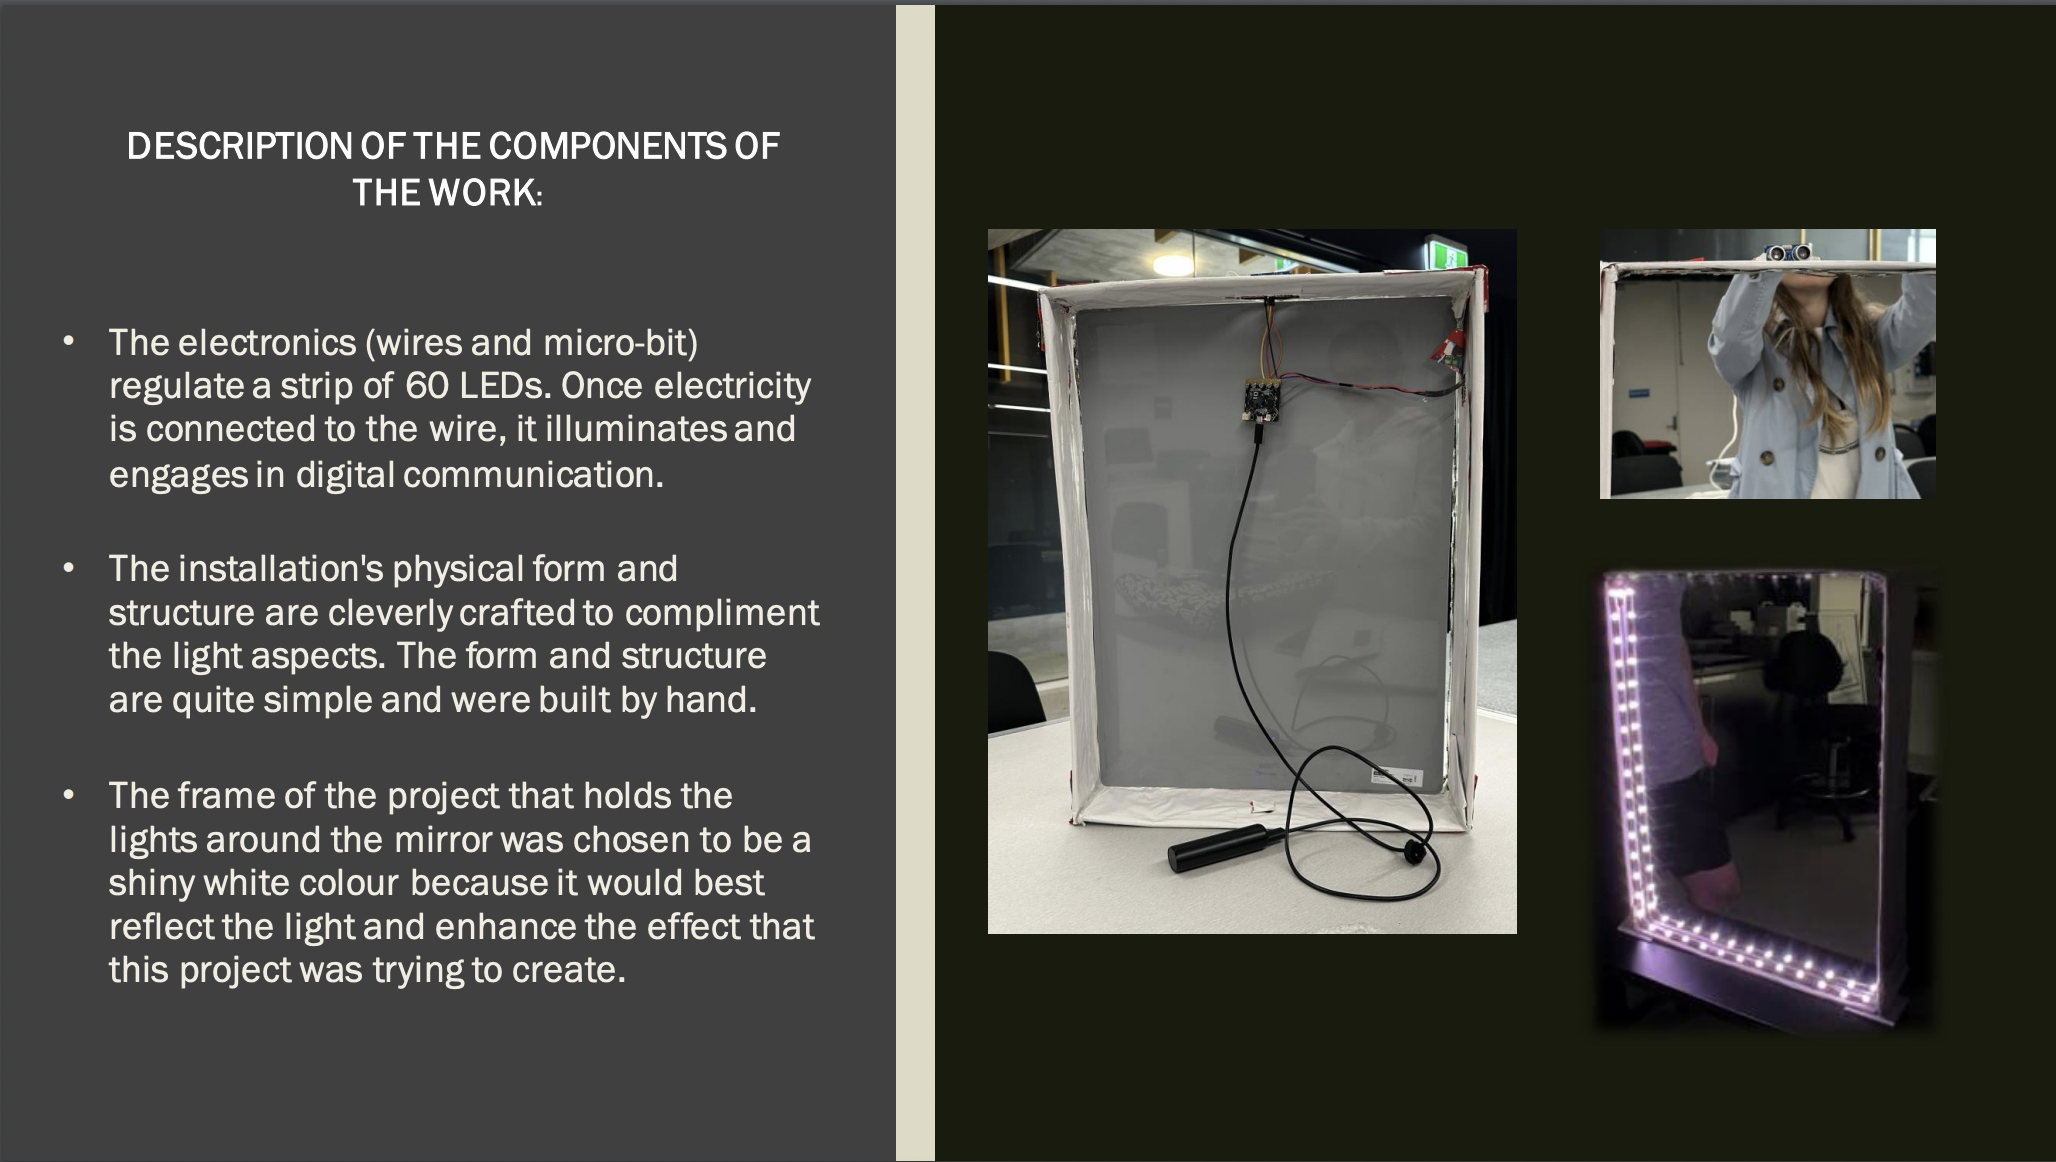 DESCRIPTION OF THE COMPONENTS OF
THE WORK:
• The electronics (wires and micro-bit)
regulate a strip of 60 LEDs. Once electricity
is connected to the wire, it illuminates and
engages in digital communication.
• The installation's physical form and
structure are cleverly crafted to compliment
the light aspects. The form and structure
are quite simple and were built by hand.
• The frame of the project that holds the
lights around the mirror was chosen to be a
shiny white colour because it would best
reflect the light and enhance the effect that
this project was trying to create.